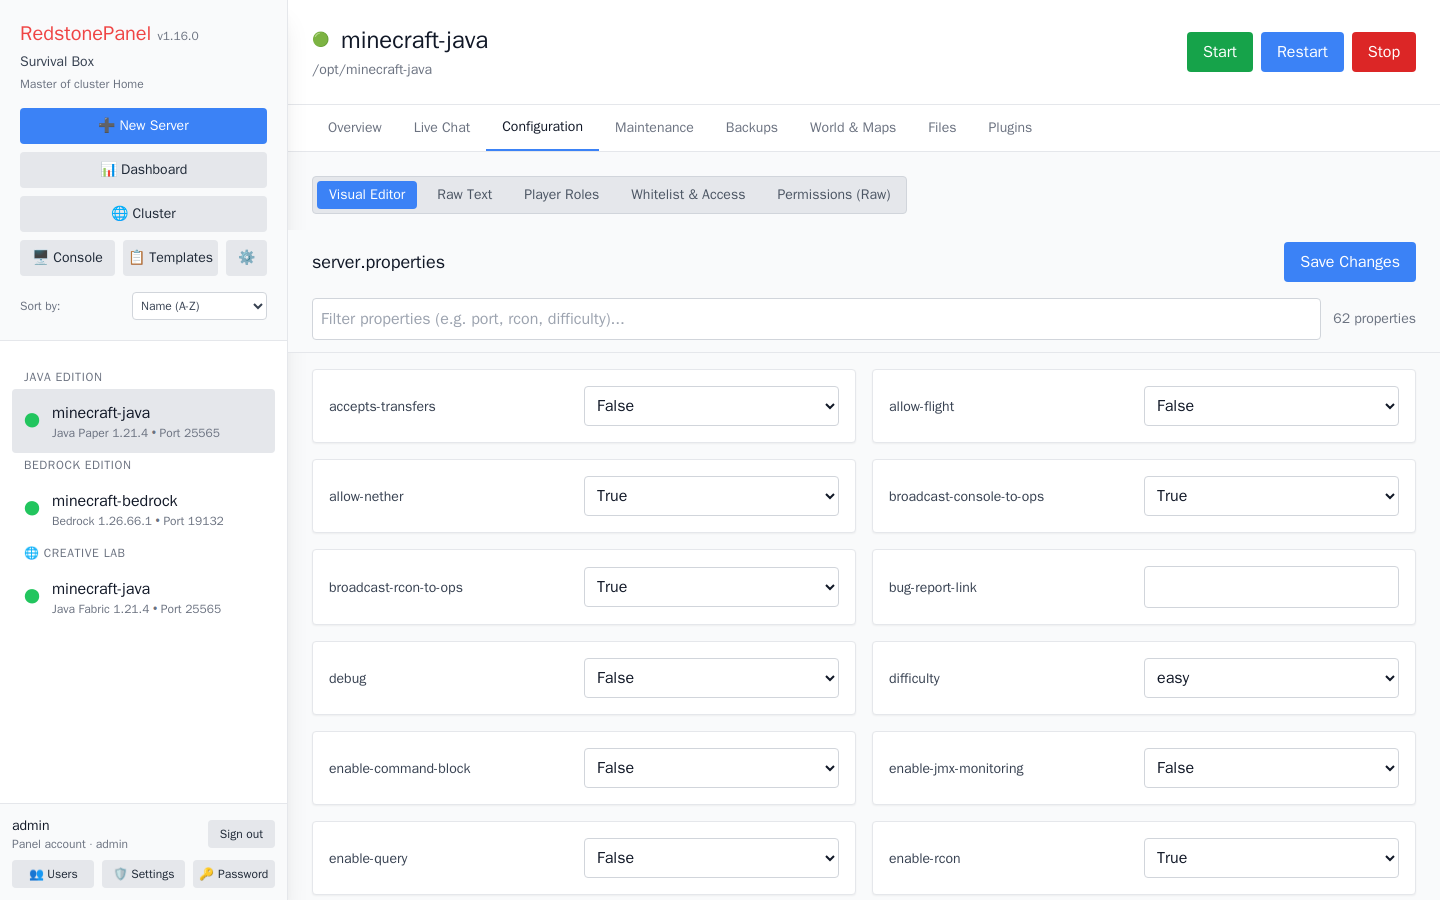 RedstonePanel v1.16.0
Survival Box
Master of cluster Home
➕ New Server
📊 Dashboard
🌐 Cluster
🖥️ Console
📋 Templates
⚙️
Sort by:
Name (A-Z)
JAVA EDITION
minecraft-java
Java Paper 1.21.4 • Port 25565
BEDROCK EDITION
minecraft-bedrock
Bedrock 1.26.66.1 • Port 19132
🌐 CREATIVE LAB
minecraft-java
Java Fabric 1.21.4 • Port 25565
admin
Panel account · admin
Sign out
👥 Users
🛡️ Settings
🔑 Password
minecraft-java
/opt/minecraft-java
Start
Restart
Stop
Overview
Live Chat
Configuration
Maintenance
Backups
World & Maps
Files
Plugins
Visual Editor
Raw Text
Player Roles
Whitelist & Access
Permissions (Raw)
server.properties
Save Changes
Filter properties (e.g. port, rcon, difficulty)...
62 properties
accepts-transfers
False
allow-flight
False
allow-nether
True
broadcast-console-to-ops
True
broadcast-rcon-to-ops
True
bug-report-link
debug
False
difficulty
easy
enable-command-block
False
enable-jmx-monitoring
False
enable-query
False
enable-rcon
True